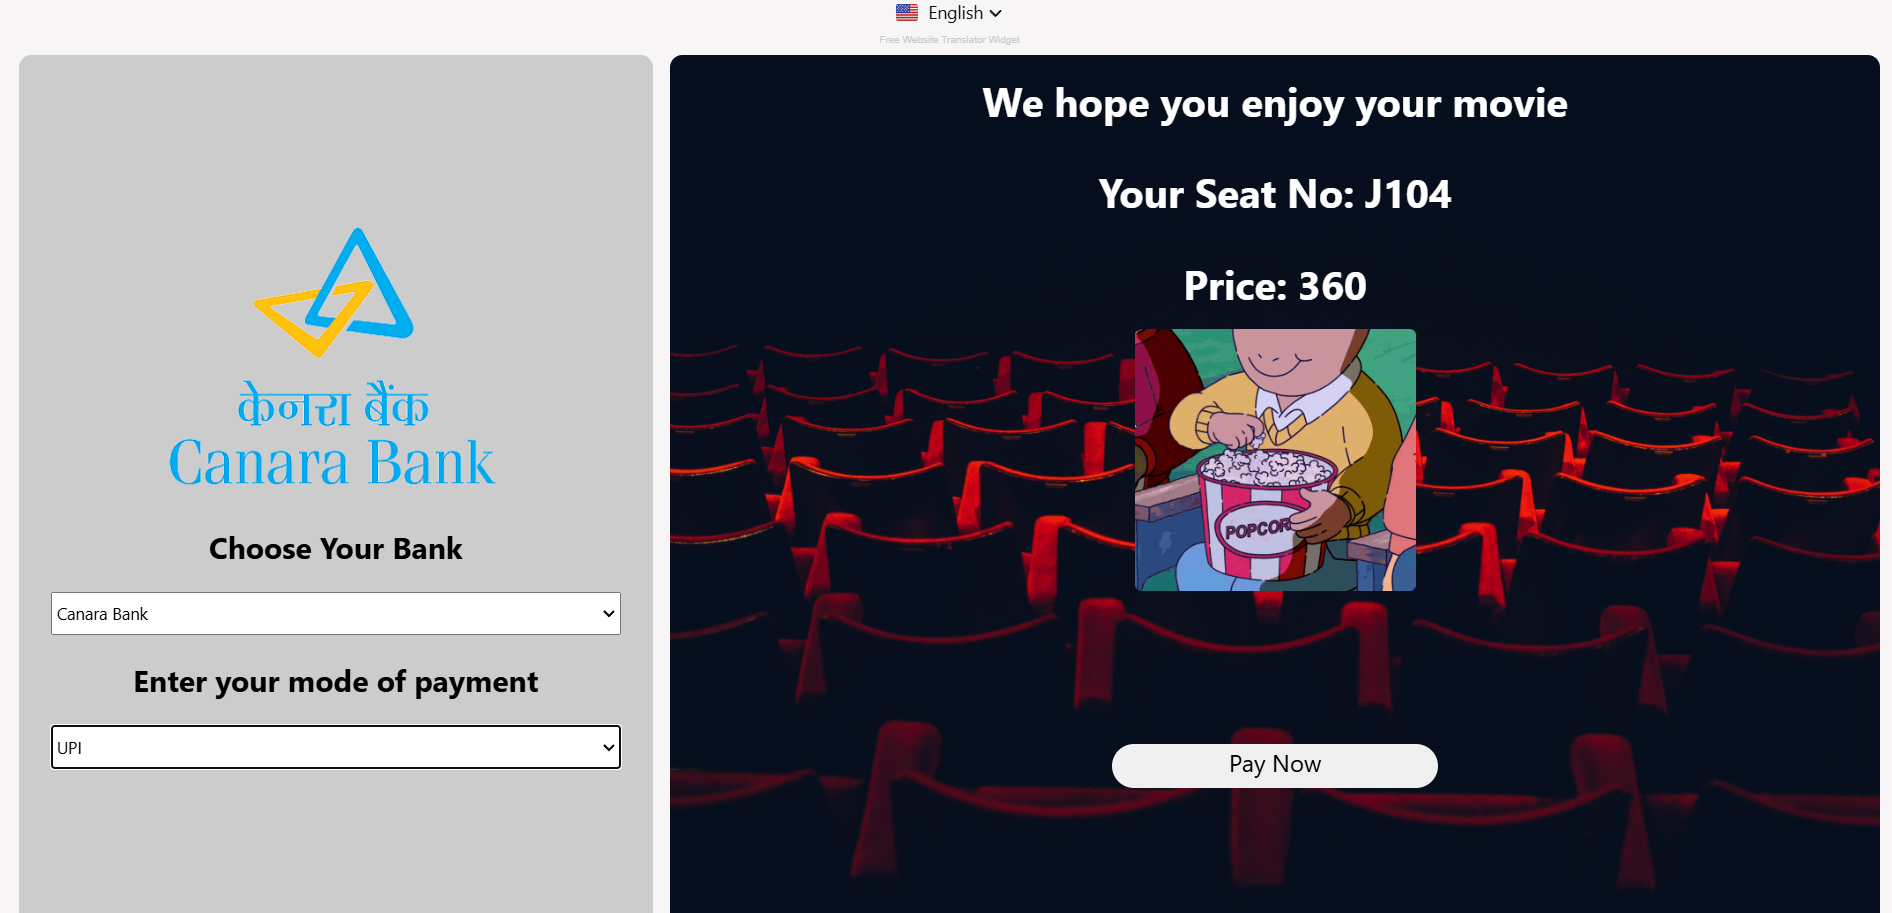 English
Free Website Translator Widget
केनरा बैंक
Canara Bank
Choose Your Bank
Canara Bank
Enter your mode of payment
UPI
We hope you enjoy your movie
Your Seat No: J104
Price: 360
POPCOR
Pay Now